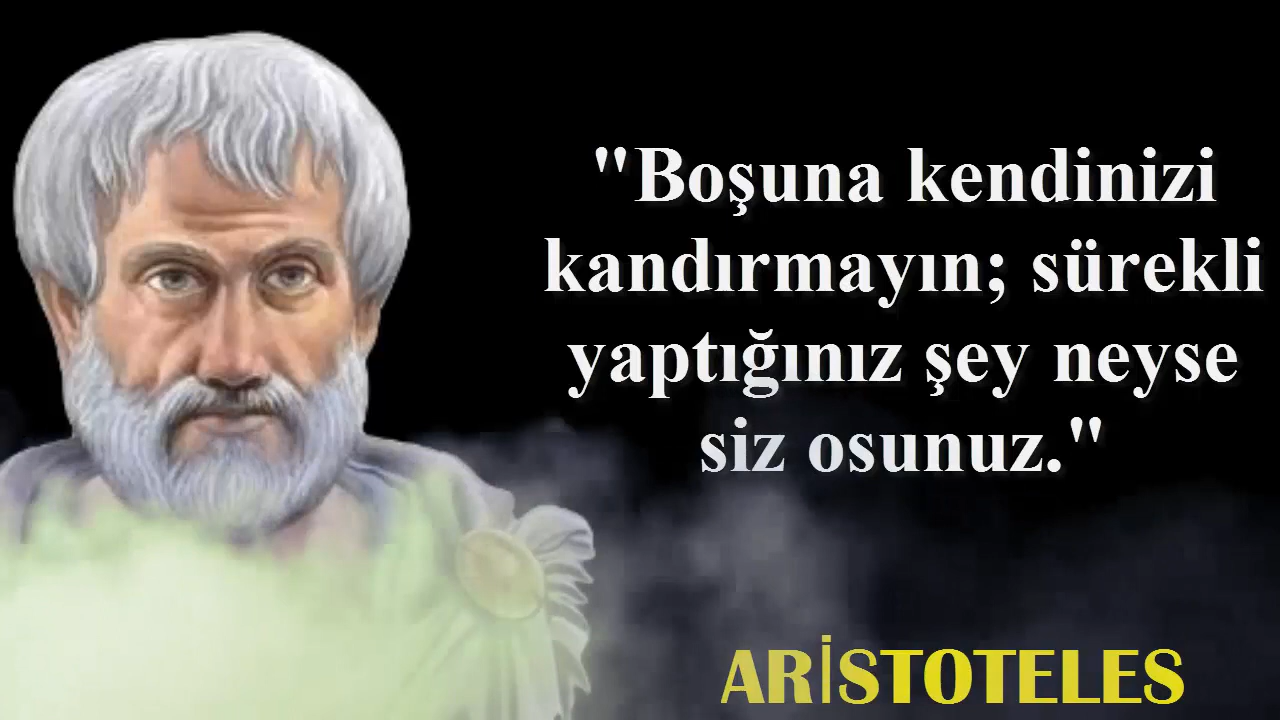 "Boşuna kendinizi
kandırmayın; sürekli
yaptığınız şey neyse
siz osunuz."
ARİSTOTELES